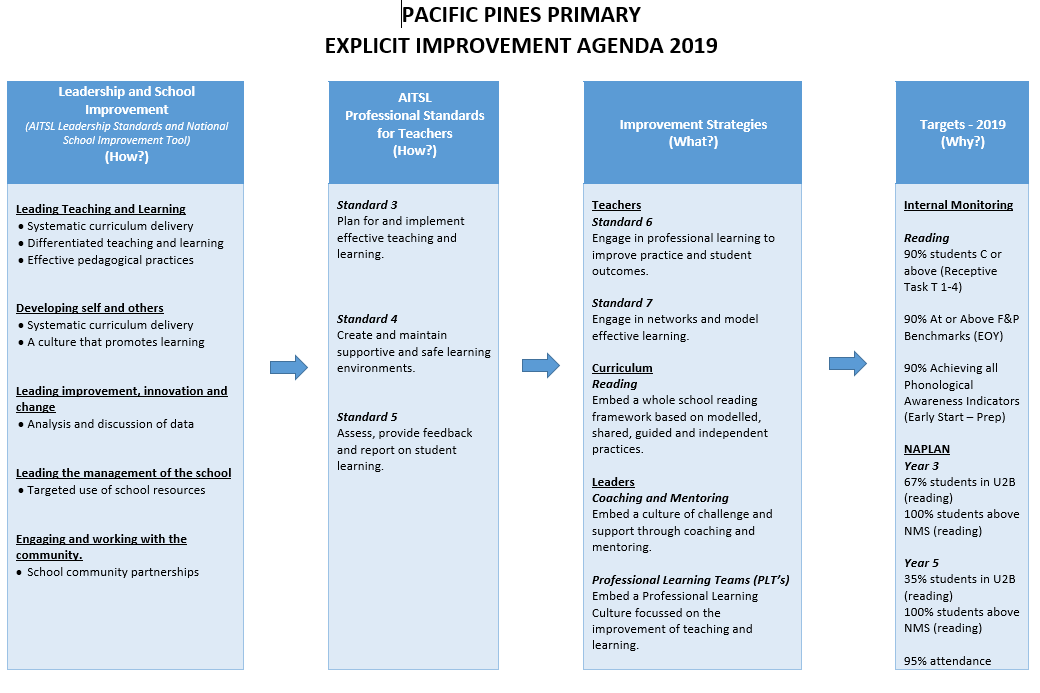 PACIFIC PINES PRIMARY
EXPLICIT IMPROVEMENT AGENDA 2019
Leadership and School
Improvement
(AITSL Leadership Standards and National
School Improvement Tool)
(How?)
Leading Teaching and Learning
• Systematic curriculum delivery
• Differentiated teaching and learning
• Effective pedagogical practices
Developing self and others
• Systematic curriculum delivery
• A culture that promotes learning
Leading improvement, innovation and
change
• Analysis and discussion of data
Leading the management of the school
• Targeted use of school resources
Engaging and working with the
community.
• School community partnerships
AITSL
Professional Standards
for Teachers
(How?)
Standard 3
Plan for and implement
effective teaching and
learning.
Standard 4
Create and maintain
supportive and safe learning
environments.
Standard 5
Assess, provide feedback
and report on student
learning.
Improvement Strategies
(What?)
Teachers
Standard 6
Engage in professional learning to
improve practice and student
outcomes.
Standard 7
Engage in networks and model
effective learning.
Curriculum
Reading
Embed a whole school reading
framework based on modelled,
shared, guided and independent
practices.
Leaders
Coaching and Mentoring
Embed a culture of challenge and
support through coaching and
mentoring.
Professional Learning Teams (PLT’s)
Embed a Professional Learning
Culture focussed on the
improvement of teaching and
learning.
Targets - 2019
(Why?)
Internal Monitoring
Reading
90% students C or
above (Receptive
Task T 1-4)
90% At or Above F&P
Benchmarks (EOY)
90% Achieving all
Phonological
Awareness Indicators
(Early Start – Prep)
NAPLAN
Year 3
67% students in U2B
(reading)
100% students above
NMS (reading)
Year 5
35% students in U2B
(reading)
100% students above
NMS (reading)
95% attendance